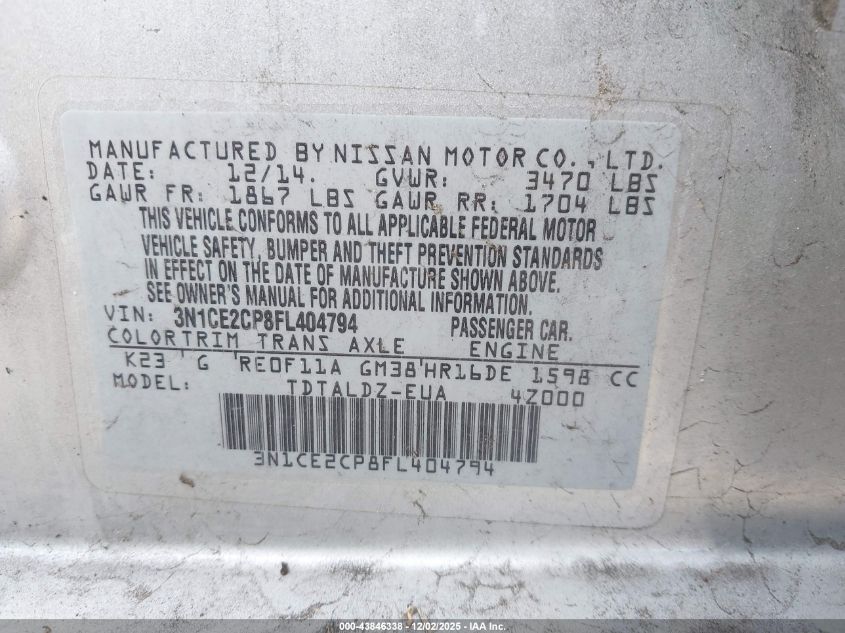 MANUFACTURED BY NISSAN MOTOR CO., LTD.
DATE: 12/14. GVWR: 3470 LBS
GAWR FR: 1867 LBS GAWR RR: 1704 LBS
THIS VEHICLE CONFORMS TO ALL APPLICABLE FEDERAL MOTOR
VEHICLE SAFETY, BUMPER AND THEFT PREVENTION STANDARDS
IN EFFECT ON THE DATE OF MANUFACTURE SHOWN ABOVE.
SEE OWNER'S MANUAL FOR ADDITIONAL INFORMATION.
VIN: 3N1CE2CP8FL404794 PASSENGER CAR.
COLORTRIM TRANS AXLE ENGINE
K23 'G 'RE0F11A GM38'HR16DE 1598 CC
MODEL: TDTALDZ-EUA 4Z000
3N1CE2CP8FL404794
000-43846338 - 12/02/2025 - IAA Inc.